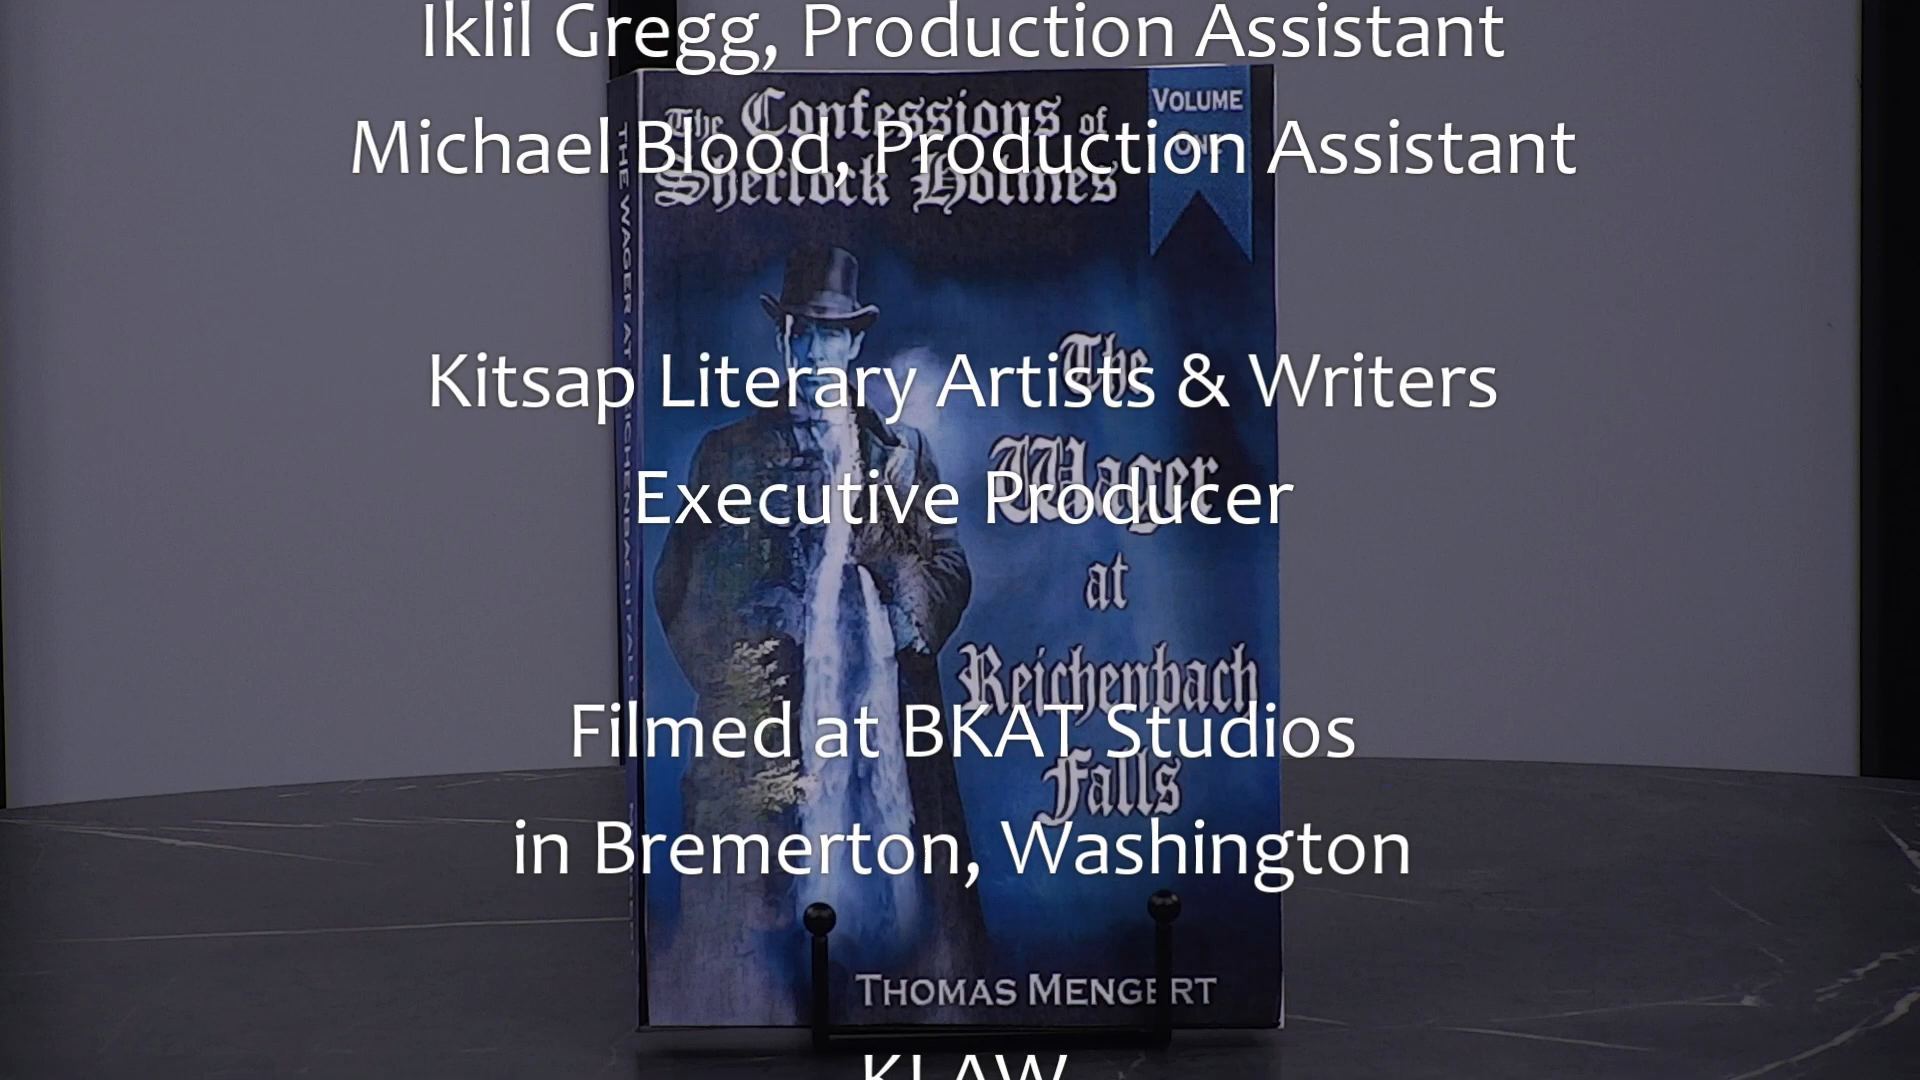 Iklil Gregg, Production Assistant
Michael Blood, Production Assistant
Kitsap Literary Artists & Writers
Executive Producer
Filmed at BKAT Studios
in Bremerton, Washington
KLAW
The Confessions of
Sherlock Holmes
VOLUME
ONE
The
Wager
at
Reichenbach
Falls
THOMAS MENGERT
THE WAGER AT REICHENBACH FALLS